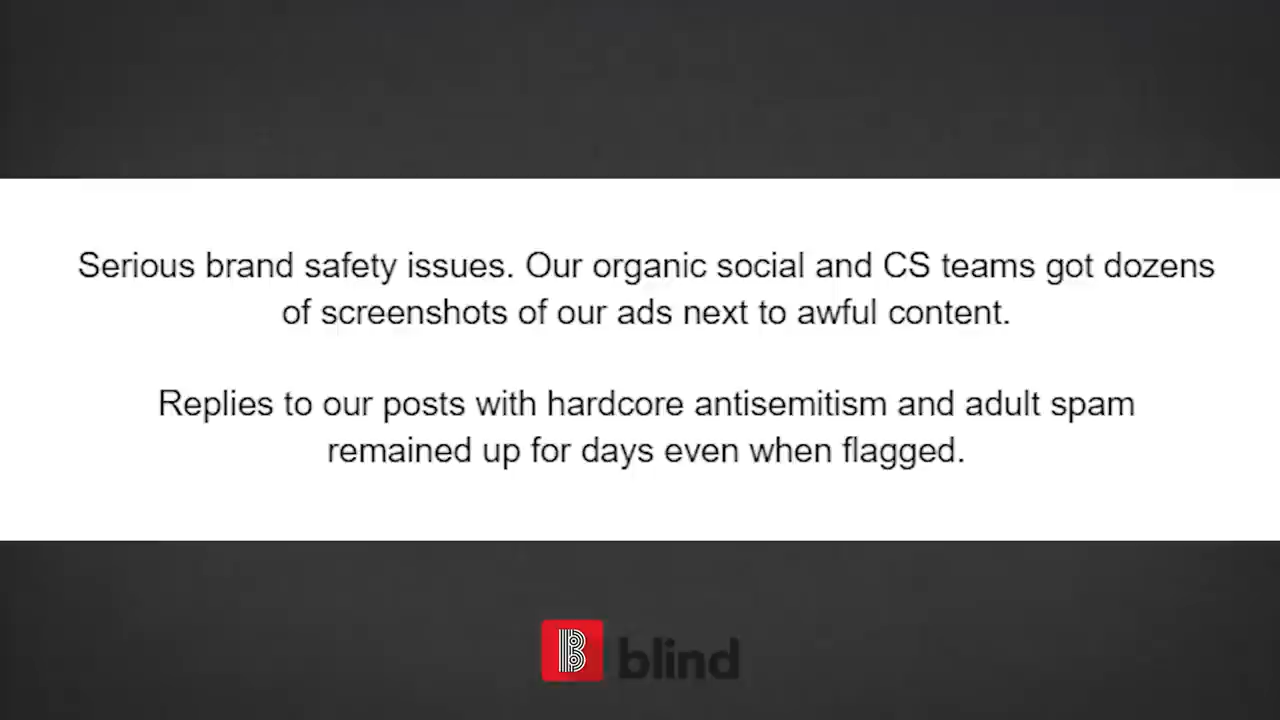 Serious brand safety issues. Our organic social and CS teams got dozens
of screenshots of our ads next to awful content.
Replies to our posts with hardcore antisemitism and adult spam
remained up for days even when flagged.
B blind